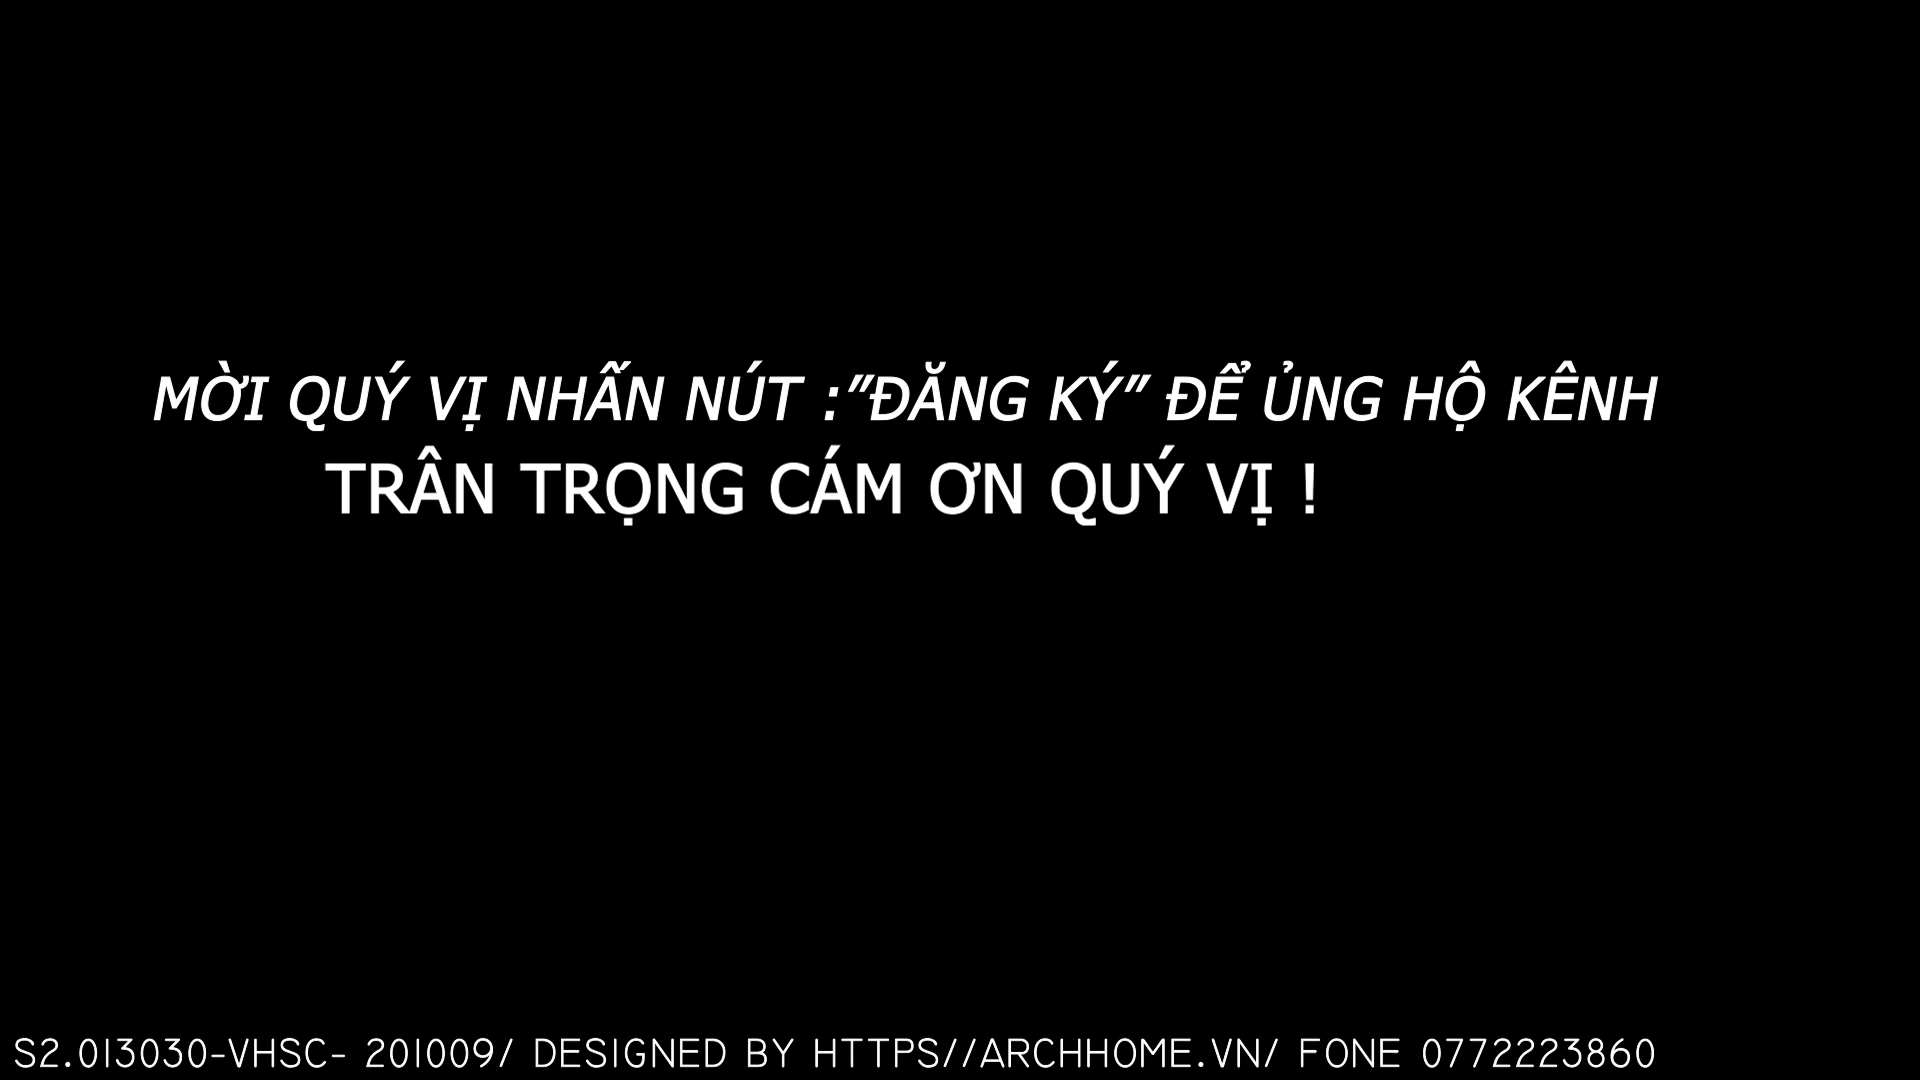 MỜI QUÝ VỊ NHẤN NÚT :"ĐĂNG KÝ" ĐỂ ỦNG HỘ KÊNH
TRÂN TRỌNG CÁM ƠN QUÝ VỊ !
S2.013030-VHSC- 201009/ DESIGNED BY HTTPS//ARCHHOME.VN/ FONE 0772223860